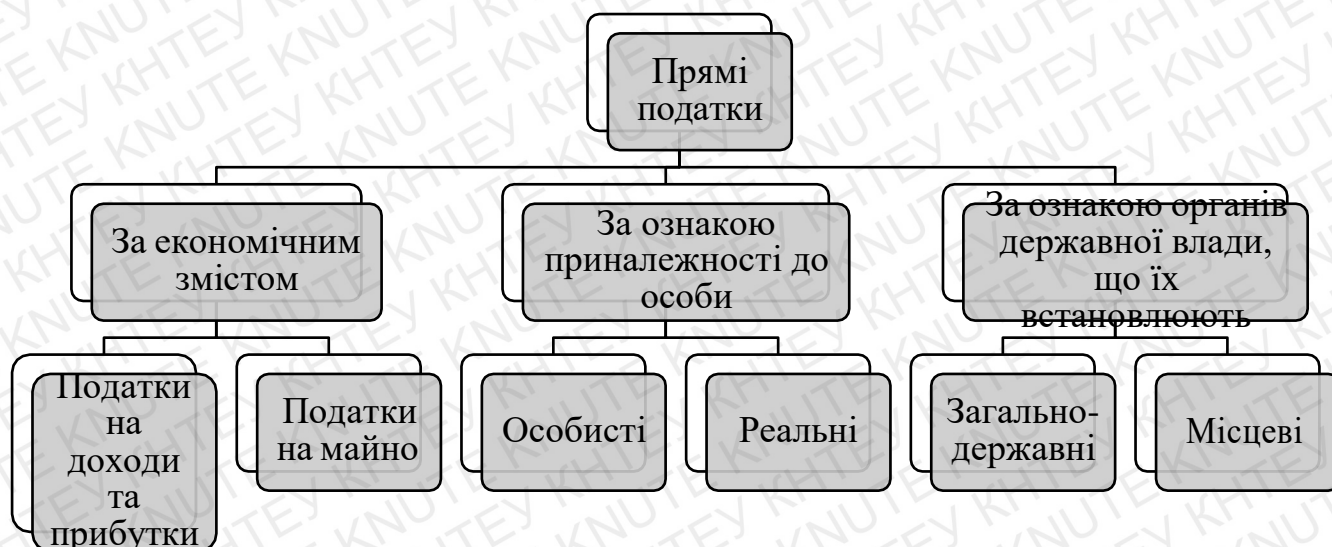 Прямі
податки
За економічним
змістом
За ознакою
приналежності до
особи
За ознакою органів
державної влади,
що їх
встановлюють
Податки
на
доходи
та
прибутки
Податки
на майно
Особисті
Реальні
Загально-
державні
Місцеві